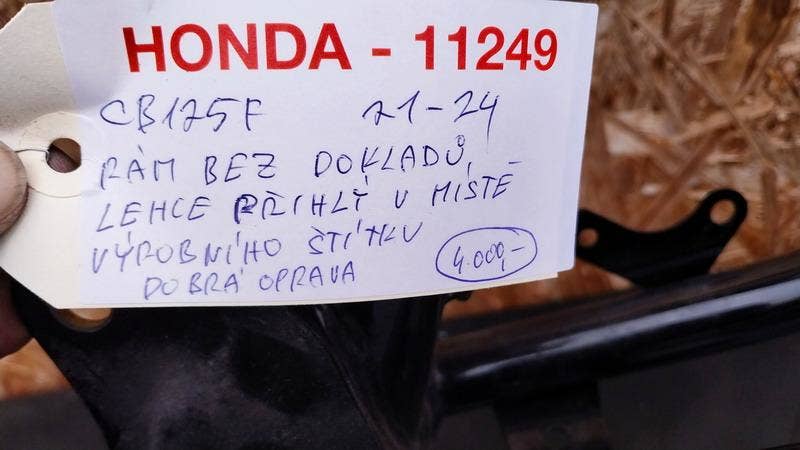 HONDA - 11249
CB125F 21-24
RÁM BEZ DOKLADŮ,
LEHCE PŘIHLÝ V MÍSTĚ
VÝROBNÍHO ŠTÍTKU
DOBRÁ OPRAVA 4.000,-